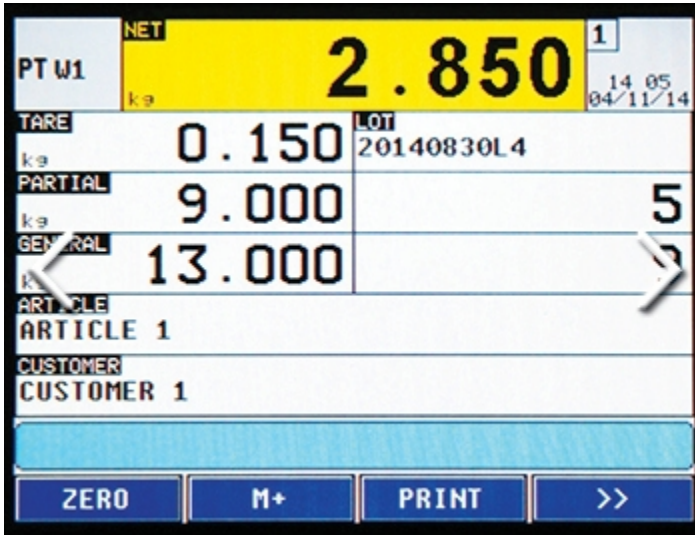 PT W1
NET
kg
2.850
1
14 05
04/11/14
TARE
kg
0.150
LOT
20140830L4
PARTIAL
kg
9.000
5
GENERAL
13.000
ARTICLE
ARTICLE 1
CUSTOMER
CUSTOMER 1
ZERO
M+
PRINT
>>